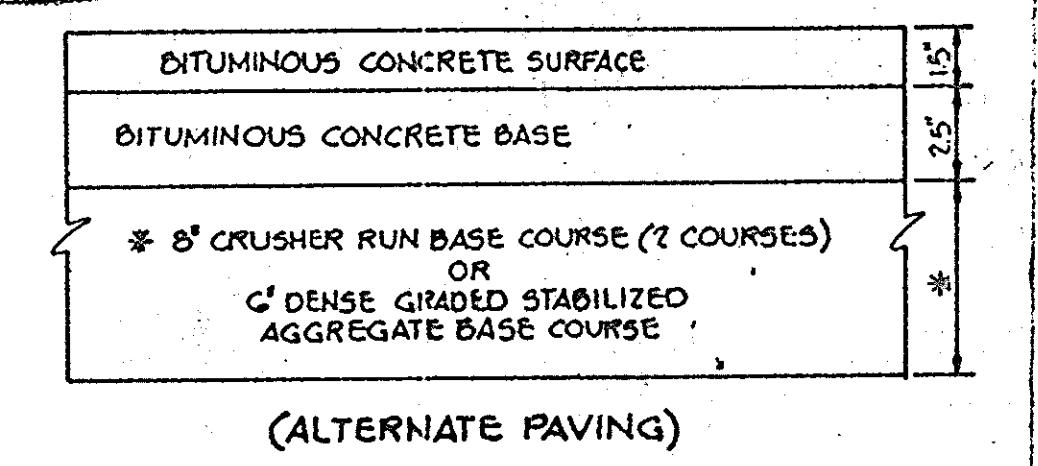 BITUMINOUS CONCRETE SURFACE
1.5"
BITUMINOUS CONCRETE BASE
2.5"
* 8" CRUSHER RUN BASE COURSE (2 COURSES)
OR
6" DENSE GRADED STABILIZED
AGGREGATE BASE COURSE
*
(ALTERNATE PAVING)